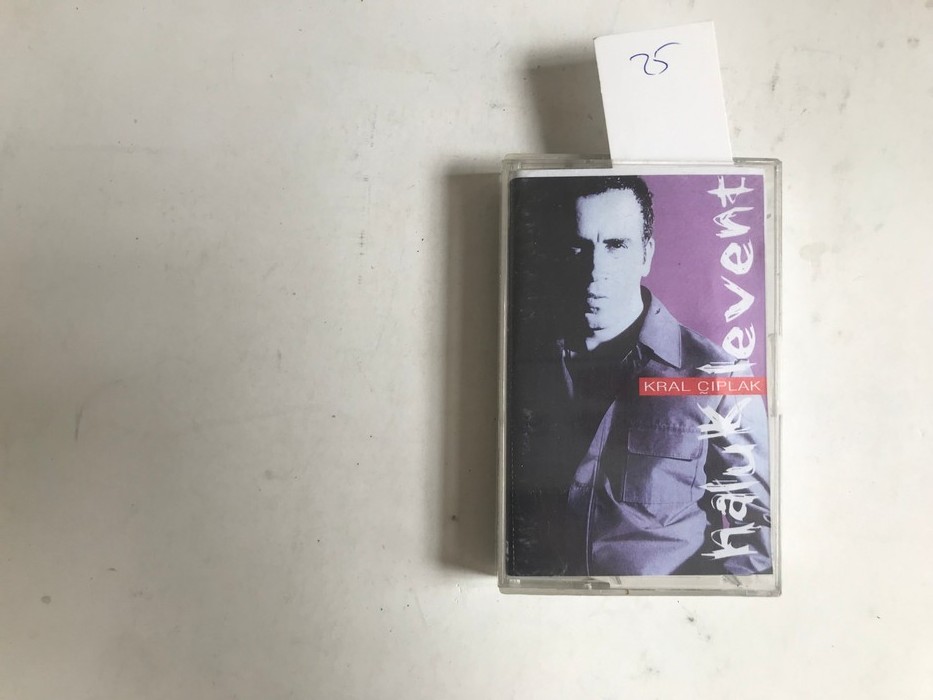 25
haluk levent
KRAL ÇIPLAK